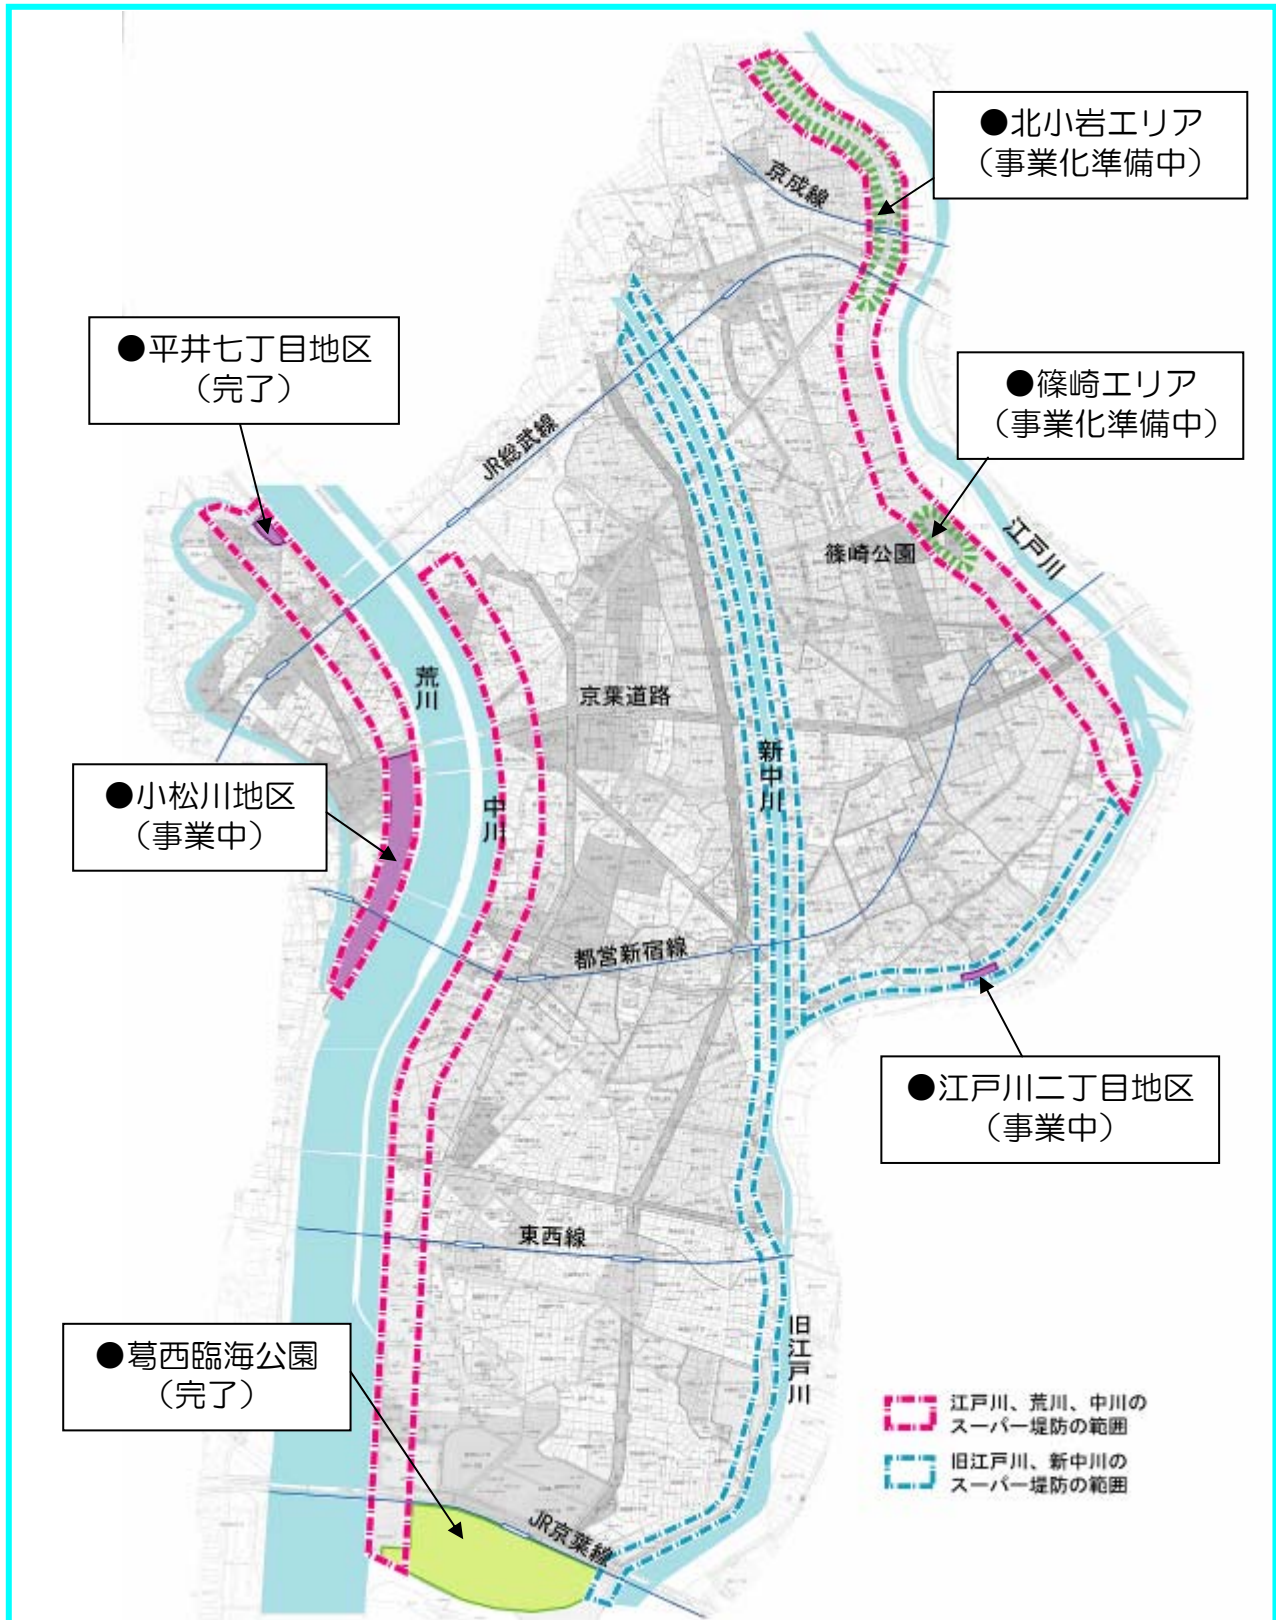 ●北小岩エリア
（事業化準備中）
京成線
●平井七丁目地区
（完了）
●篠崎エリア
（事業化準備中）
JR総武線
篠崎公園
江戸川
荒川
京葉道路
新中川
●小松川地区
（事業中）
中川
都営新宿線
●江戸川二丁目地区
（事業中）
東西線
旧江戸川
●葛西臨海公園
（完了）
江戸川、荒川、中川の
スーパー堤防の範囲
旧江戸川、新中川の
スーパー堤防の範囲
JR京葉線